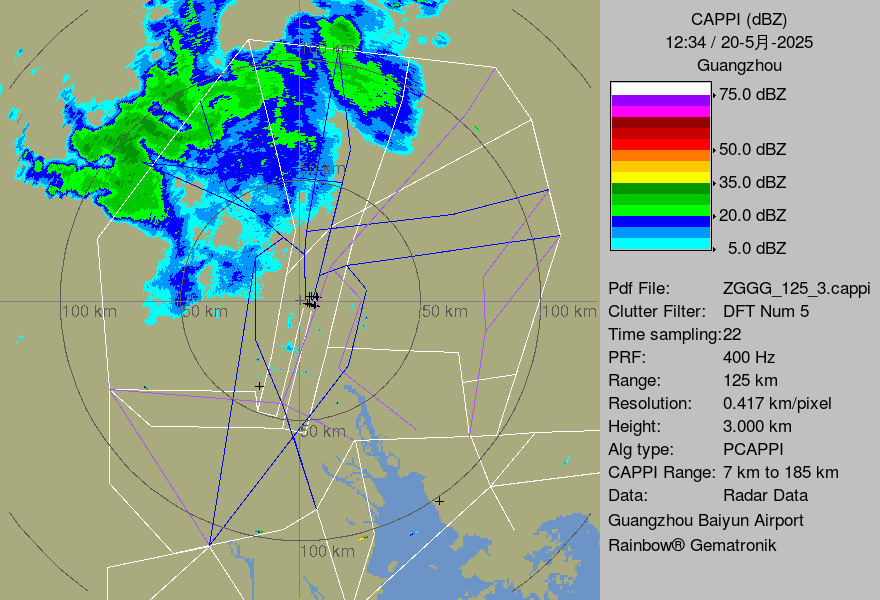 CAPPI (dBZ)
12:34 / 20-5月-2025
Guangzhou
75.0 dBZ
50.0 dBZ
35.0 dBZ
20.0 dBZ
5.0 dBZ
Pdf File: ZGGG_125_3.cappi
Clutter Filter: DFT Num 5
Time sampling:22
PRF: 400 Hz
Range: 125 km
Resolution: 0.417 km/pixel
Height: 3.000 km
Alg type: PCAPPI
CAPPI Range: 7 km to 185 km
Data: Radar Data
Guangzhou Baiyun Airport
Rainbow® Gematronik
100 km
50 km
100 km
50 km
50 km
100 km
50 km
100 km